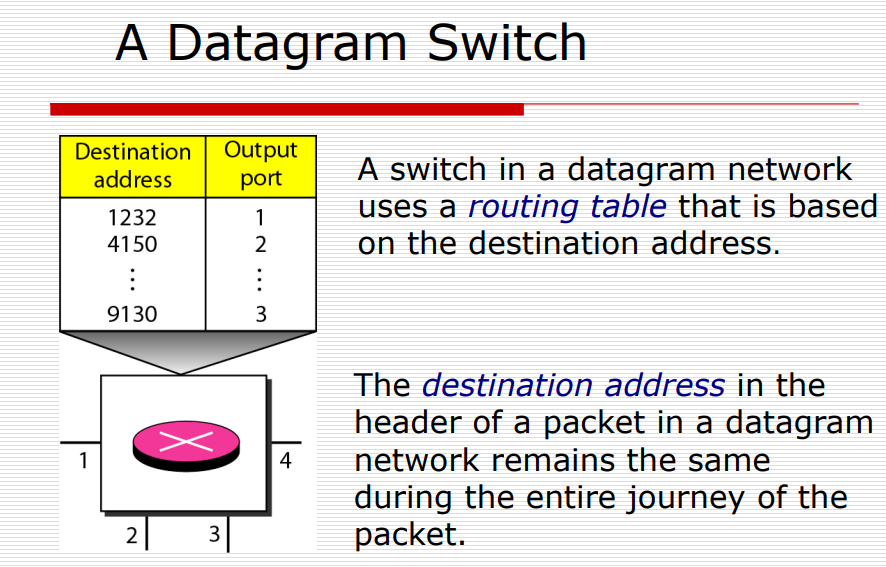 A Datagram Switch
Destination address Output port
1232 1
4150 2
⋮ ⋮
9130 3
1
4
2
3
A switch in a datagram network
uses a routing table that is based
on the destination address.
The destination address in the
header of a packet in a datagram
network remains the same
during the entire journey of the
packet.